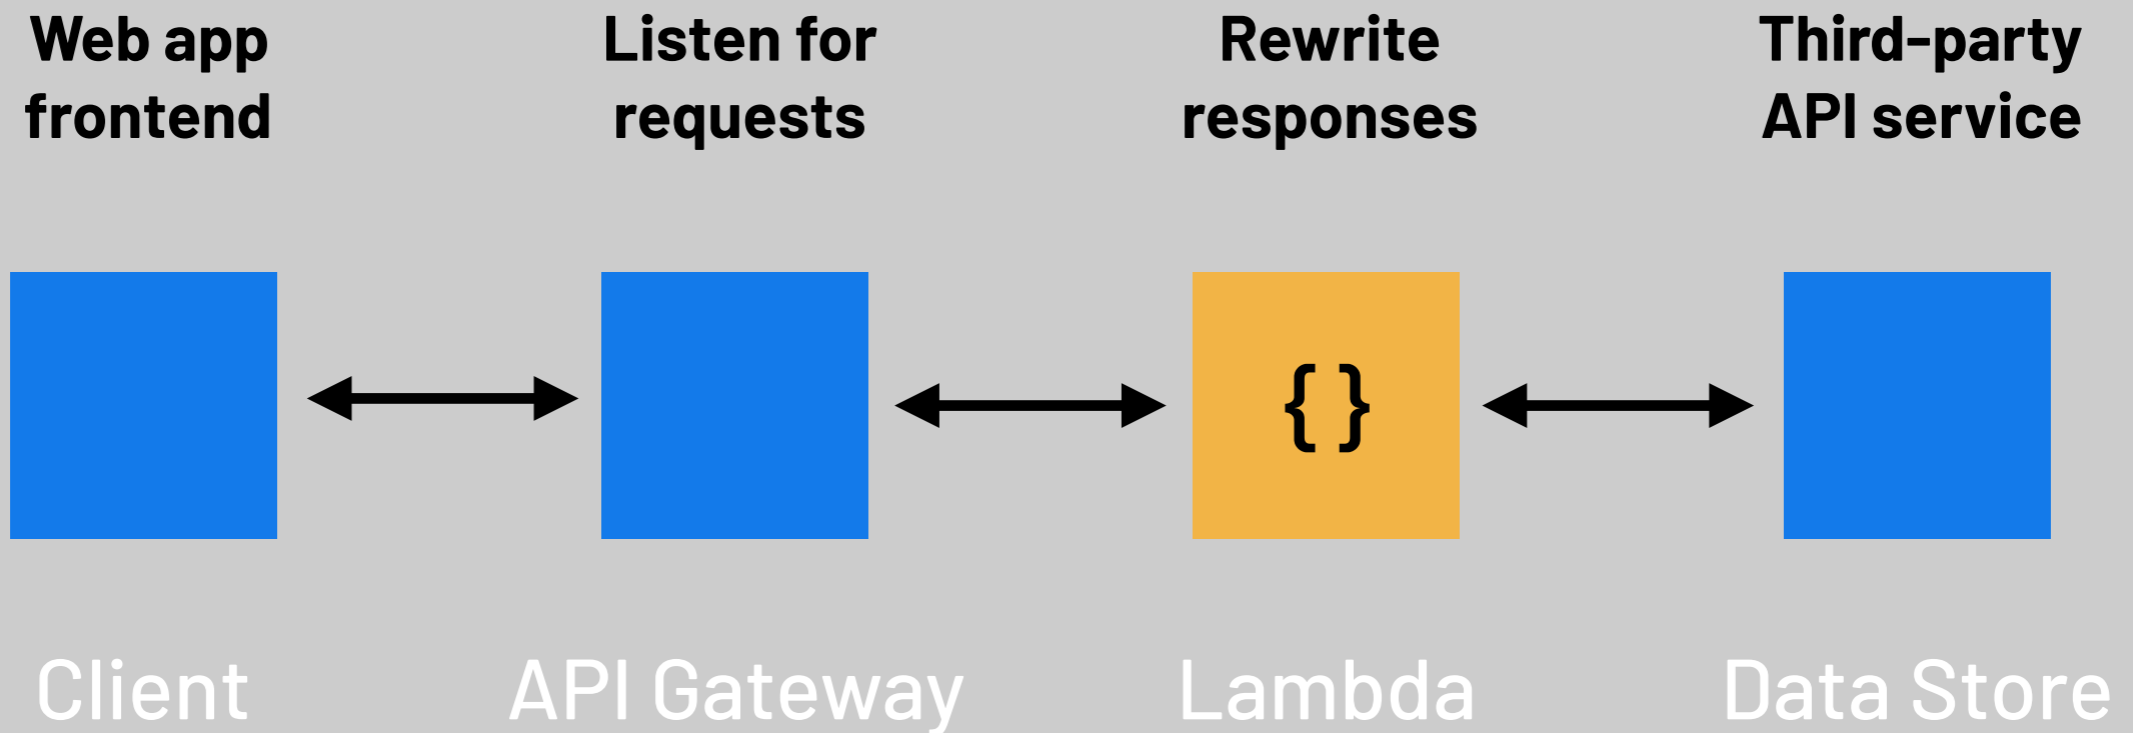 Web app
frontend
Listen for
requests
Rewrite
responses
Third-party
API service
{ }
Client
API Gateway
Lambda
Data Store